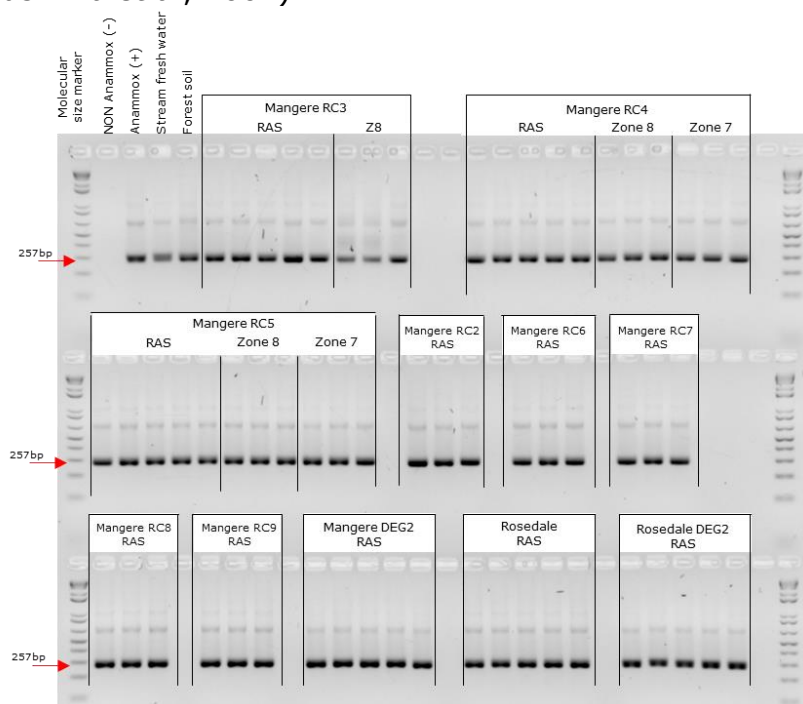 Molecular
size marker
NON Anammox (-)
Anammox (+)
Stream fresh water
Forest soil
Mangere RC3
RAS Z8
Mangere RC4
RAS Zone 8 Zone 7
257bp
Mangere RC5
RAS Zone 8 Zone 7
Mangere RC2
RAS
Mangere RC6
RAS
Mangere RC7
RAS
257bp
Mangere RC8
RAS
Mangere RC9
RAS
Mangere DEG2
RAS
Rosedale
RAS
Rosedale DEG2
RAS
257bp